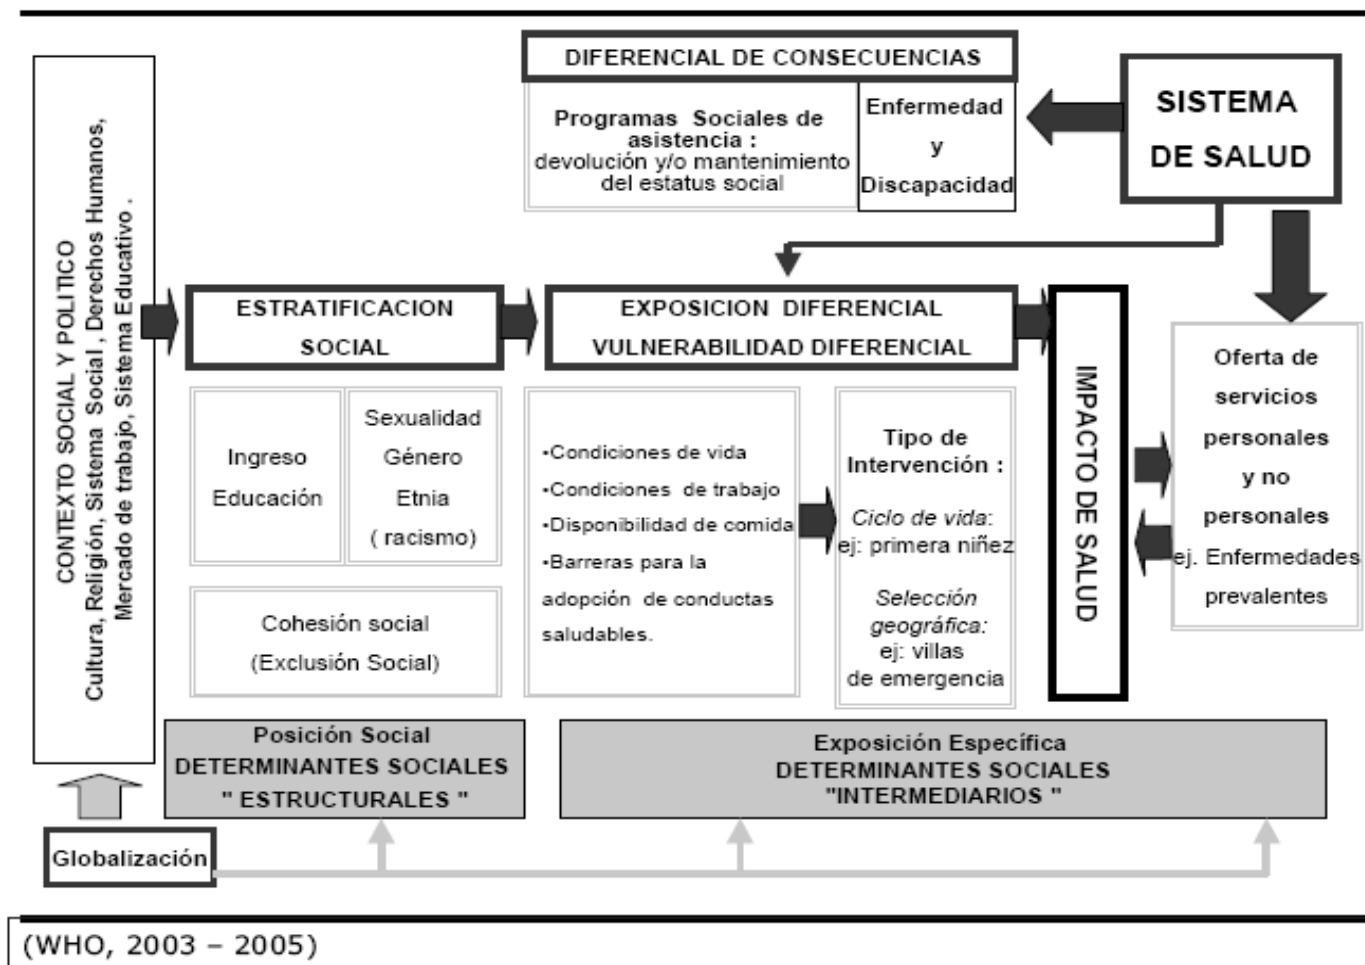 DIFERENCIAL DE CONSECUENCIAS
Programas Sociales de
asistencia :
devolución y/o mantenimiento
del estatus social
Enfermedad
y
Discapacidad
SISTEMA
DE SALUD
CONTEXTO SOCIAL Y POLITICO
Cultura, Religión, Sistema Social , Derechos Humanos,
Mercado de trabajo, Sistema Educativo .
ESTRATIFICACION
SOCIAL
EXPOSICION DIFERENCIAL
VULNERABILIDAD DIFERENCIAL
Ingreso
Educación
Sexualidad
Género
Etnia
( racismo)
Cohesión social
(Exclusión Social)
•Condiciones de vida
•Condiciones de trabajo
•Disponibilidad de comida
•Barreras para la
adopción de conductas
saludables.
Tipo de
Intervención :
Ciclo de vida:
ej: primera niñez
Selección
geográfica:
ej: villas
de emergencia
IMPACTO DE SALUD
Oferta de
servicios
personales
y no
personales
ej. Enfermedades
prevalentes
Posición Social
DETERMINANTES SOCIALES
" ESTRUCTURALES "
Exposición Específica
DETERMINANTES SOCIALES
"INTERMEDIARIOS "
Globalización
(WHO, 2003 – 2005)